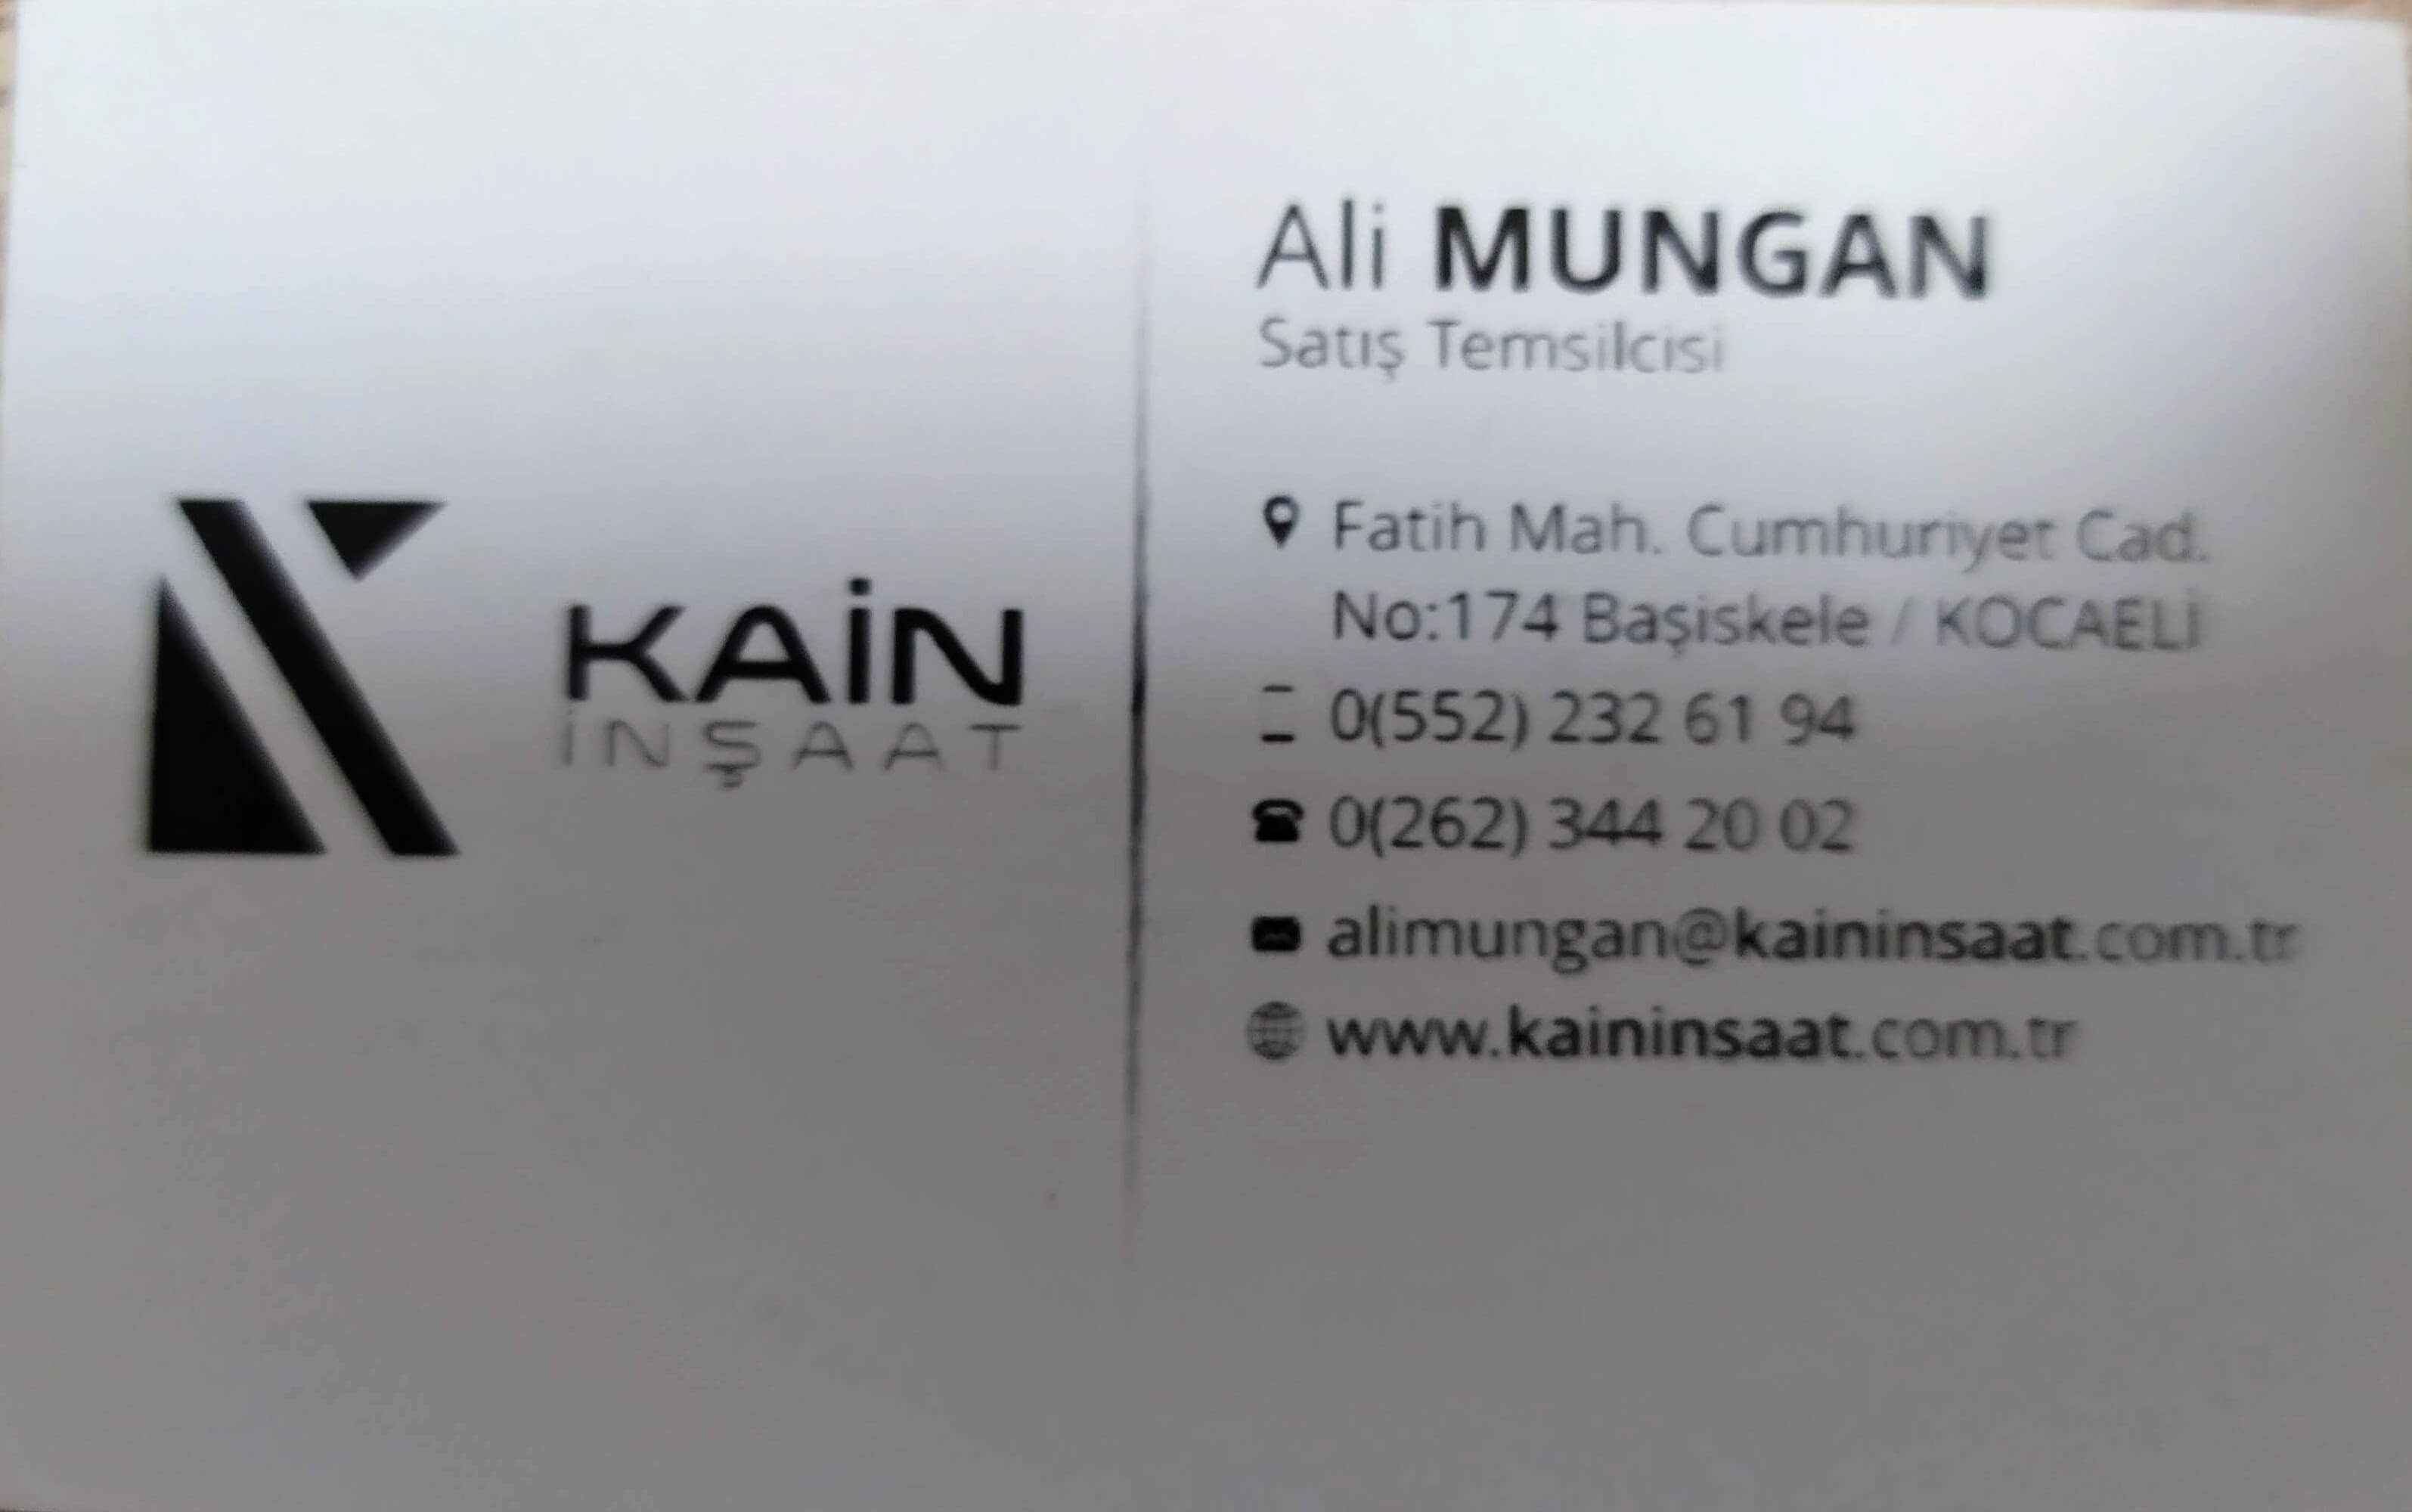 KAİN
İNŞAAT
Ali MUNGAN
Satış Temsilcisi
Fatih Mah. Cumhuriyet Cad.
No:174 Başiskele / KOCAELİ
0(552) 232 61 94
0(262) 344 20 02
alimungan@kaininsaat.com.tr
www.kaininsaat.com.tr